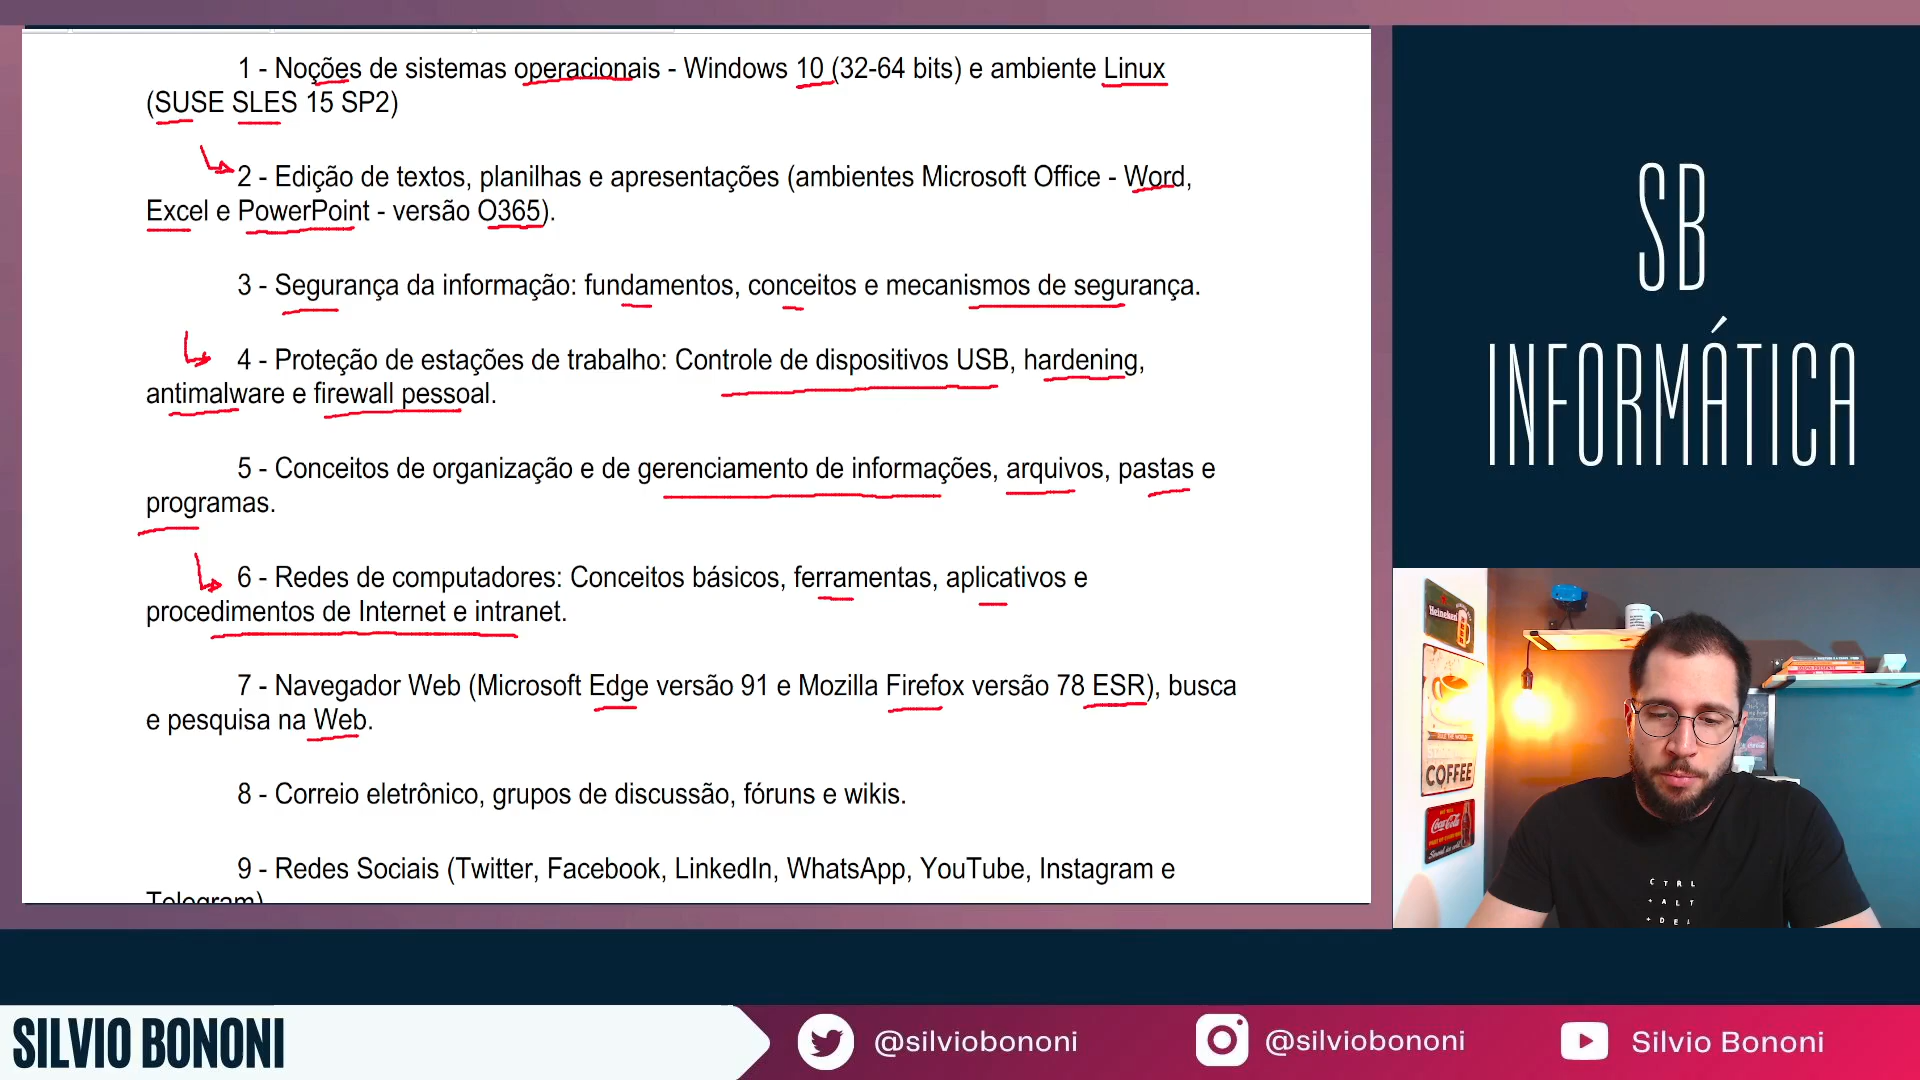 1 - Noções de sistemas operacionais - Windows 10 (32-64 bits) e ambiente Linux
(SUSE SLES 15 SP2)
2 - Edição de textos, planilhas e apresentações (ambientes Microsoft Office - Word,
Excel e PowerPoint - versão O365).
3 - Segurança da informação: fundamentos, conceitos e mecanismos de segurança.
4 - Proteção de estações de trabalho: Controle de dispositivos USB, hardening,
antimalware e firewall pessoal.
5 - Conceitos de organização e de gerenciamento de informações, arquivos, pastas e
programas.
6 - Redes de computadores: Conceitos básicos, ferramentas, aplicativos e
procedimentos de Internet e intranet.
7 - Navegador Web (Microsoft Edge versão 91 e Mozilla Firefox versão 78 ESR), busca
e pesquisa na Web.
8 - Correio eletrônico, grupos de discussão, fóruns e wikis.
9 - Redes Sociais (Twitter, Facebook, LinkedIn, WhatsApp, YouTube, Instagram e
Telegram)
SB
INFORMÁTICA
Heineken
COFFEE
Coca-Cola
CTRL
+ALT
+DEL
SILVIO BONONI
@silviobononi
@silviobononi
Silvio Bononi